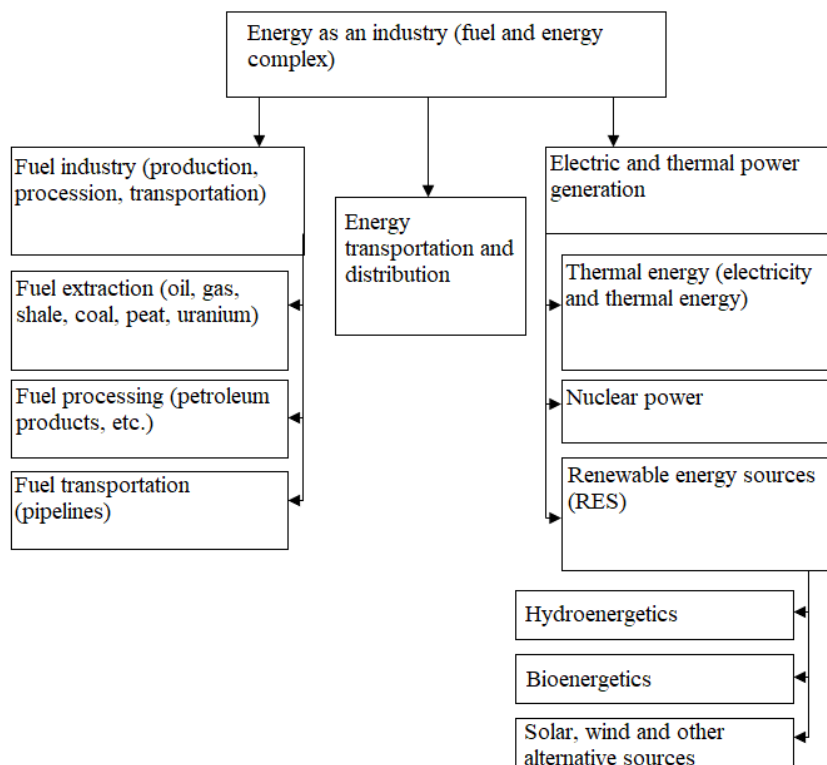 Energy as an industry (fuel and energy
complex)
Fuel industry (production,
procession, transportation)
Energy
transportation and
distribution
Electric and thermal power
generation
Fuel extraction (oil, gas,
shale, coal, peat, uranium)
Fuel processing (petroleum
products, etc.)
Fuel transportation
(pipelines)
Thermal energy (electricity
and thermal energy)
Nuclear power
Renewable energy sources
(RES)
Hydroenergetics
Bioenergetics
Solar, wind and other
alternative sources